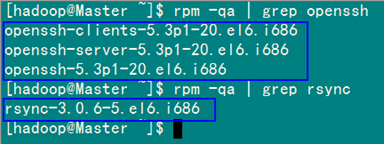 [hadoop@Master ~]$ rpm -qa | grep openssh
openssh-clients-5.3p1-20.el6.i686
openssh-server-5.3p1-20.el6.i686
openssh-5.3p1-20.el6.i686
[hadoop@Master ~]$ rpm -qa | grep rsync
rsync-3.0.6-5.el6.i686
[hadoop@Master ~]$